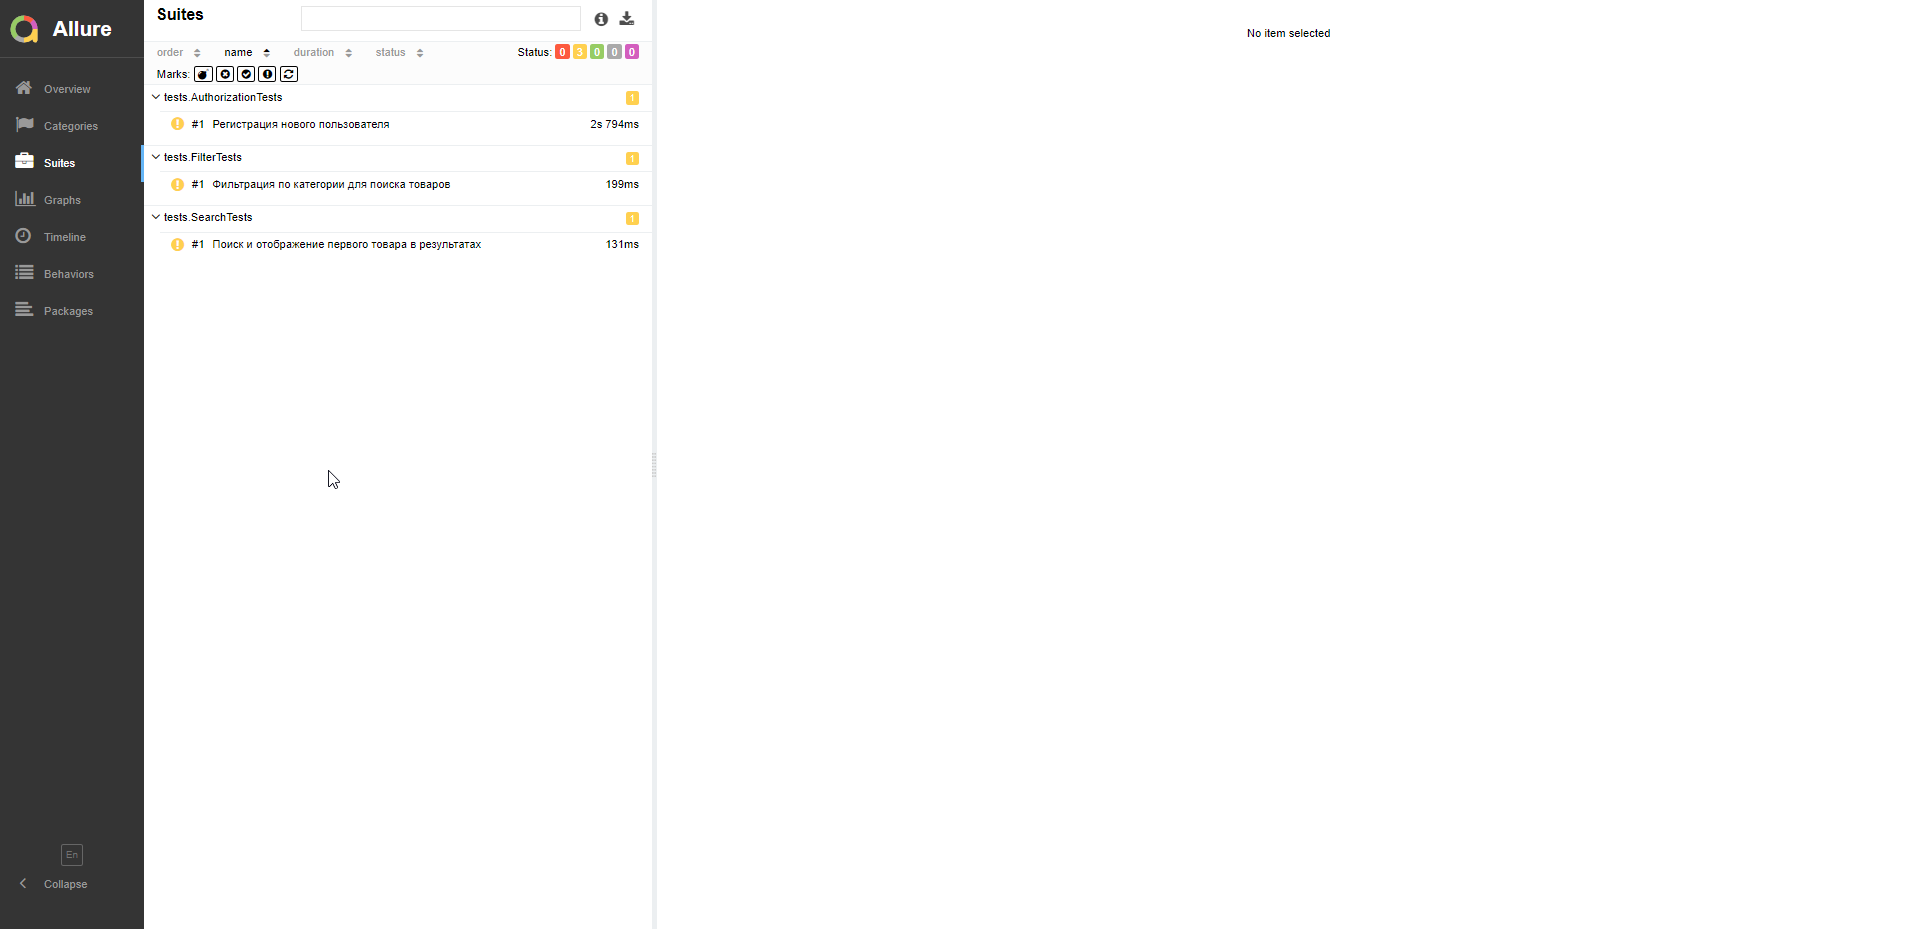 Allure
Overview
Categories
Suites
Graphs
Timeline
Behaviors
Packages
En
Collapse
Suites
order name duration status Status: 0 3 0 0 0
Marks:
tests.AuthorizationTests 1
#1 Регистрация нового пользователя 2s 794ms
tests.FilterTests 1
#1 Фильтрация по категории для поиска товаров 199ms
tests.SearchTests 1
#1 Поиск и отображение первого товара в результатах 131ms
No item selected